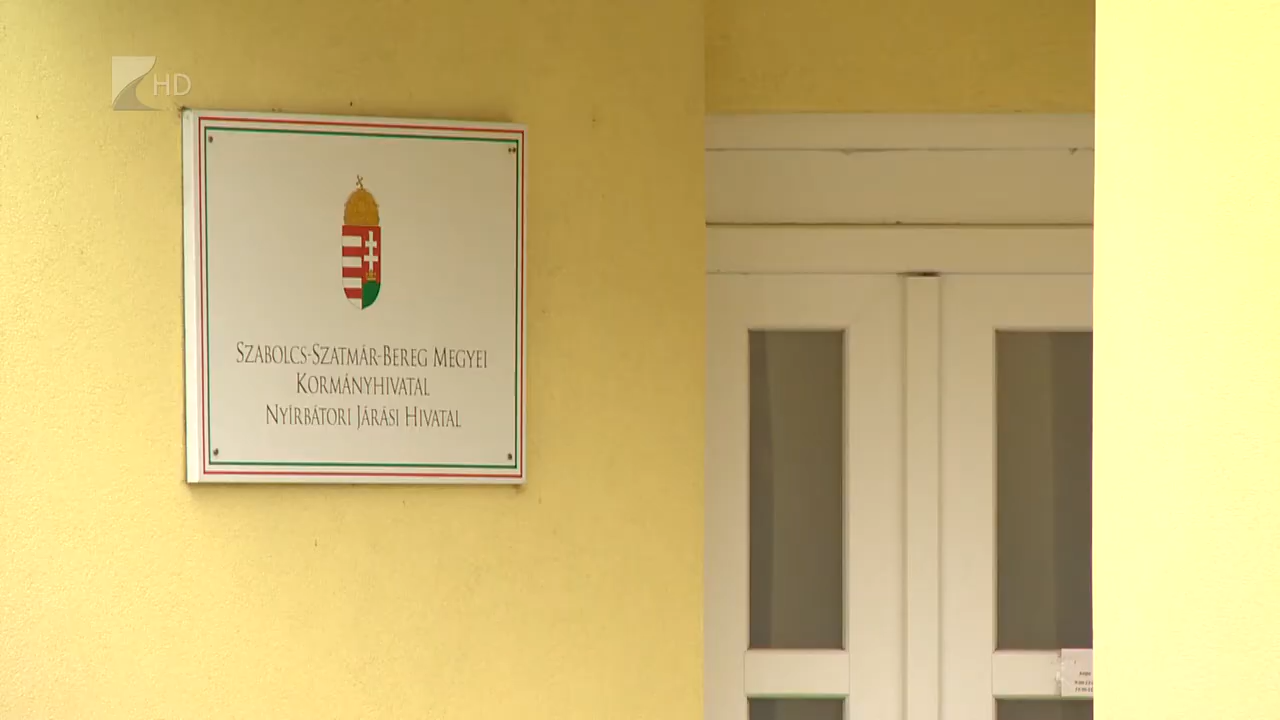 HD
SZABOLCS-SZATMÁR-BEREG MEGYEI
KORMÁNYHIVATAL
NYÍRBÁTORI JÁRÁSI HIVATAL